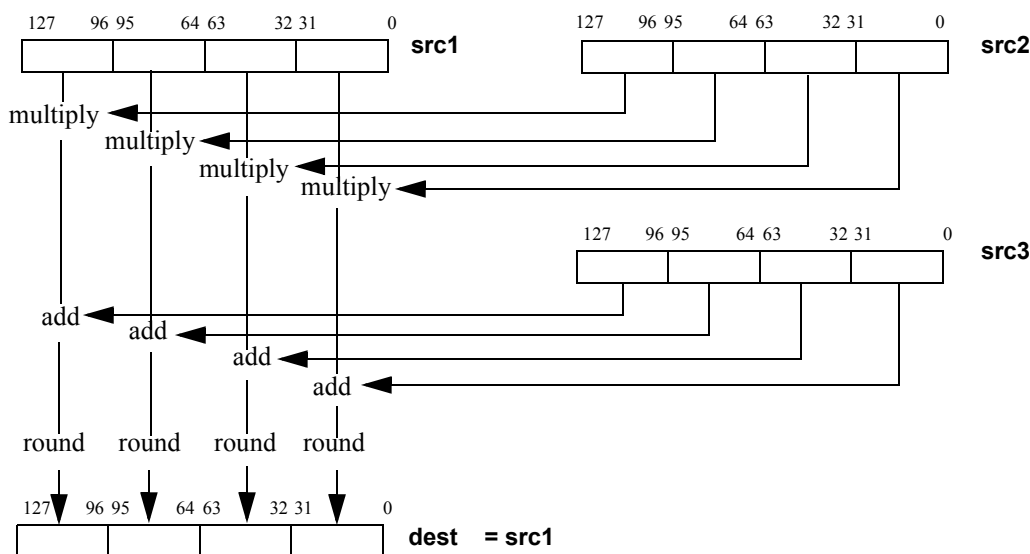 127 96 95 64 63 32 31 0 src1
127 96 95 64 63 32 31 0 src2
multiply
multiply
multiply
multiply
127 96 95 64 63 32 31 0 src3
add
add
add
add
round round round round
127 96 95 64 63 32 31 0
dest = src1